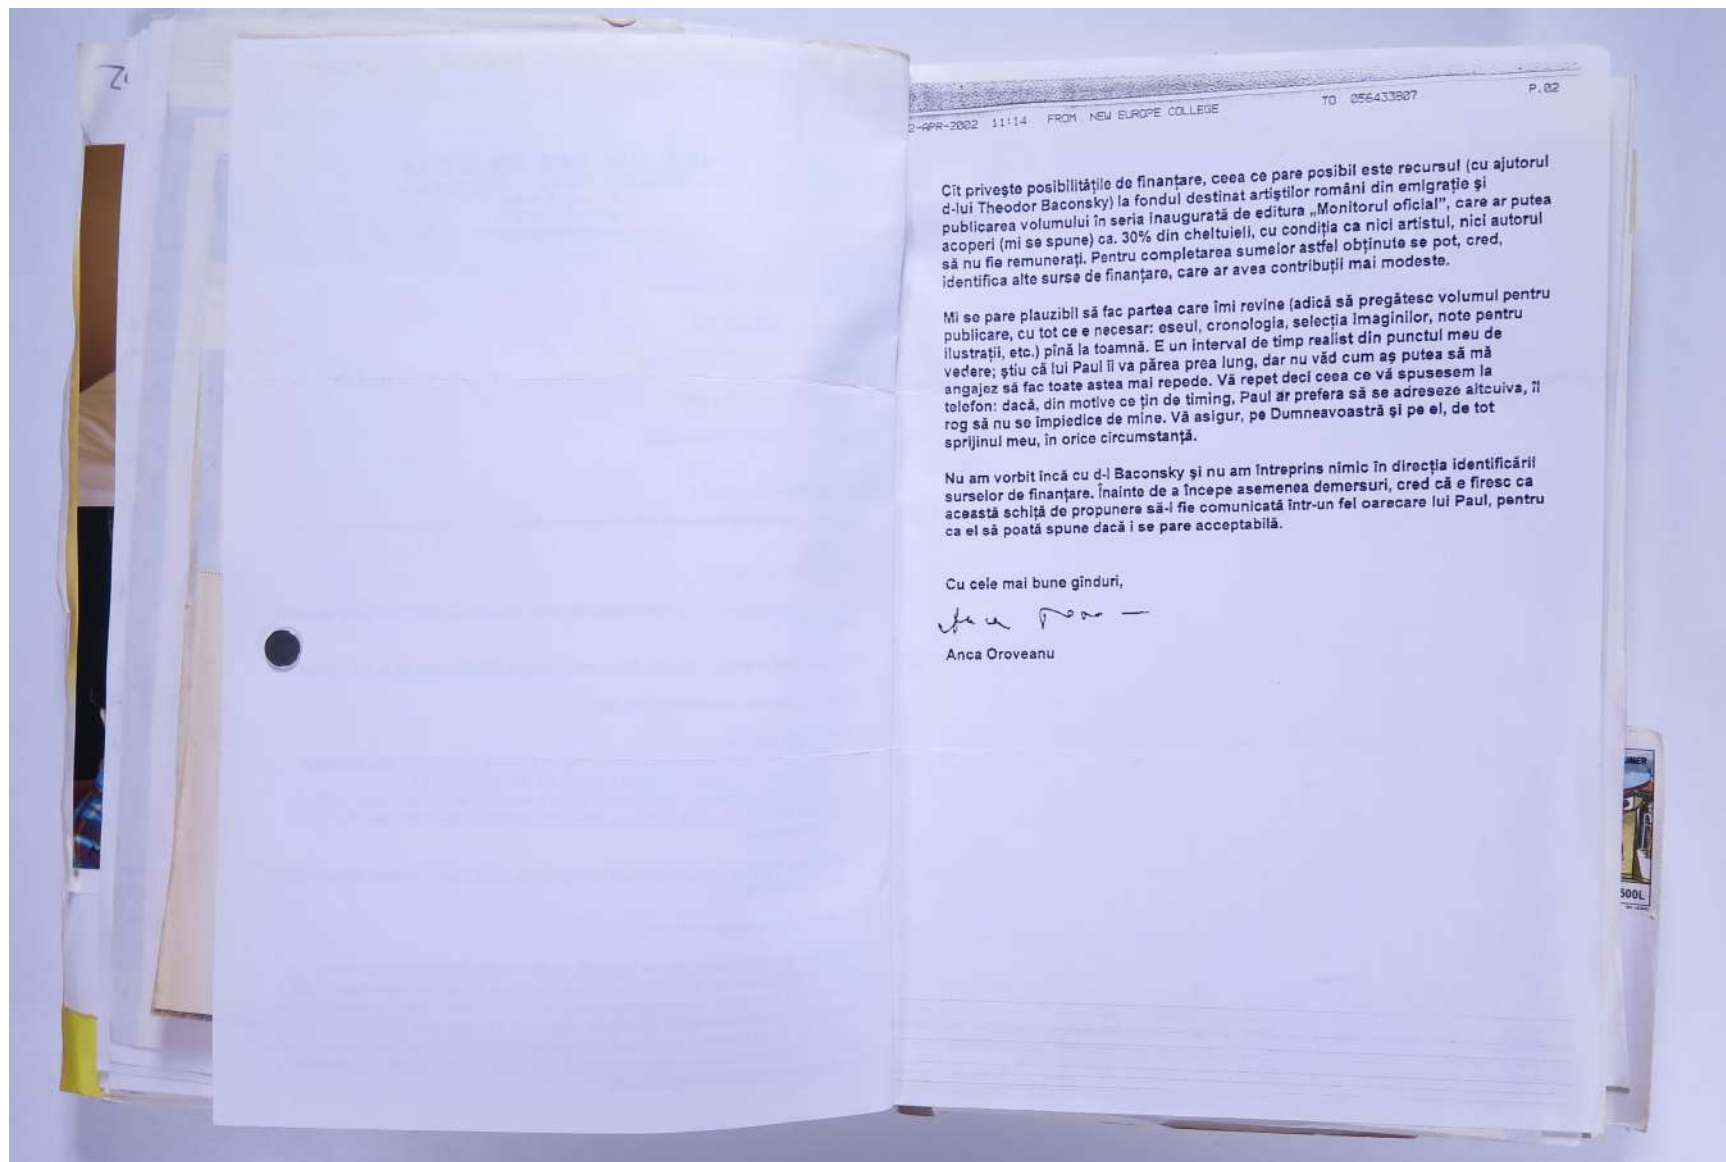 2-APR-2002 11:14 FROM NEW EUROPE COLLEGE TO 056433807 P.02
Cît privește posibilitățile de finanțare, ceea ce pare posibil este recursul (cu ajutorul
d-lui Theodor Baconsky) la fondul destinat artiștilor români din emigrație și
publicarea volumului în seria inaugurată de editura „Monitorul oficial”, care ar putea
acoperi (mi se spune) ca. 30% din cheltuieli, cu condiția ca nici artistul, nici autorul
să nu fie remunerați. Pentru completarea sumelor astfel obținute se pot, cred,
identifica alte surse de finanțare, care ar avea contribuții mai modeste.
Mi se pare plauzibil să fac partea care îmi revine (adică să pregătesc volumul pentru
publicare, cu tot ce e necesar: eseul, cronologia, selecția imaginilor, note pentru
ilustrații, etc.) pînă la toamnă. E un interval de timp realist din punctul meu de
vedere; știu că lui Paul îi va părea prea lung, dar nu văd cum aș putea să mă
angajez să fac toate astea mai repede. Vă repet deci ceea ce vă spusesem la
telefon: dacă, din motive ce țin de timing, Paul ar prefera să se adreseze altcuiva, îl
rog să nu se împiedice de mine. Vă asigur, pe Dumneavoastră și pe el, de tot
sprijinul meu, în orice circumstanță.
Nu am vorbit încă cu d-l Baconsky și nu am întreprins nimic în direcția identificării
surselor de finanțare. Înainte de a începe asemenea demersuri, cred că e firesc ca
această schiță de propunere să-i fie comunicată într-un fel oarecare lui Paul, pentru
ca el să poată spune dacă i se pare acceptabilă.
Cu cele mai bune gînduri,
Anca Oroveanu
500L